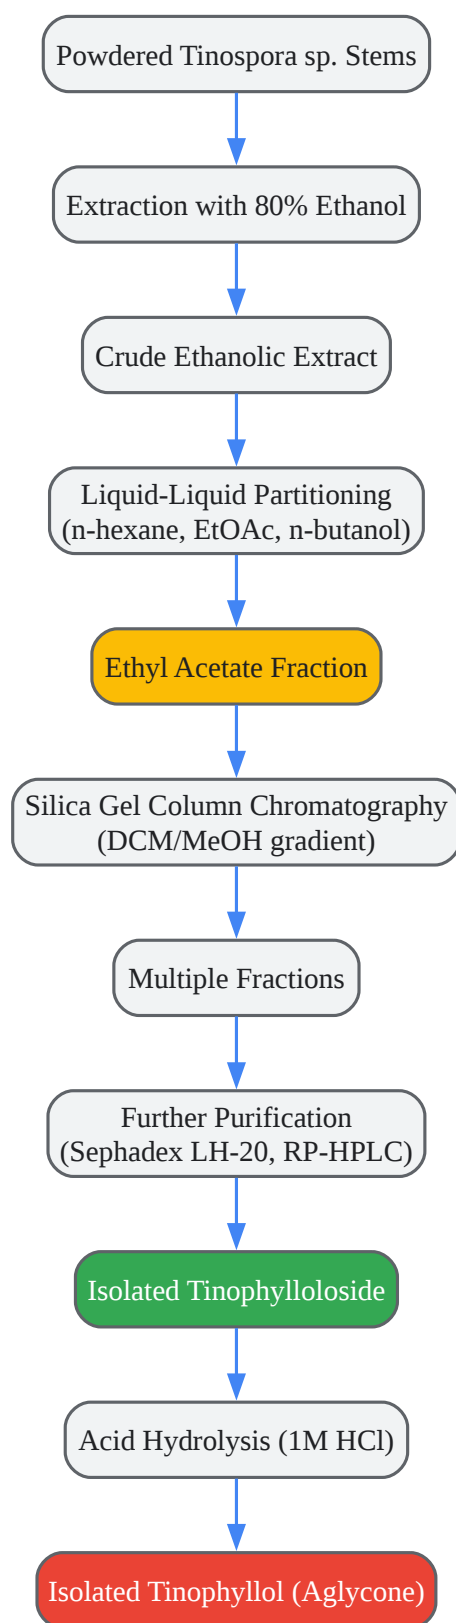 Powdered Tinospora sp. Stems
Extraction with 80% Ethanol
Crude Ethanolic Extract
Liquid-Liquid Partitioning
(n-hexane, EtOAc, n-butanol)
Ethyl Acetate Fraction
Silica Gel Column Chromatography
(DCM/MeOH gradient)
Multiple Fractions
Further Purification
(Sephadex LH-20, RP-HPLC)
Isolated Tinophylloloside
Acid Hydrolysis (1M HCl)
Isolated Tinophyllol (Aglycone)